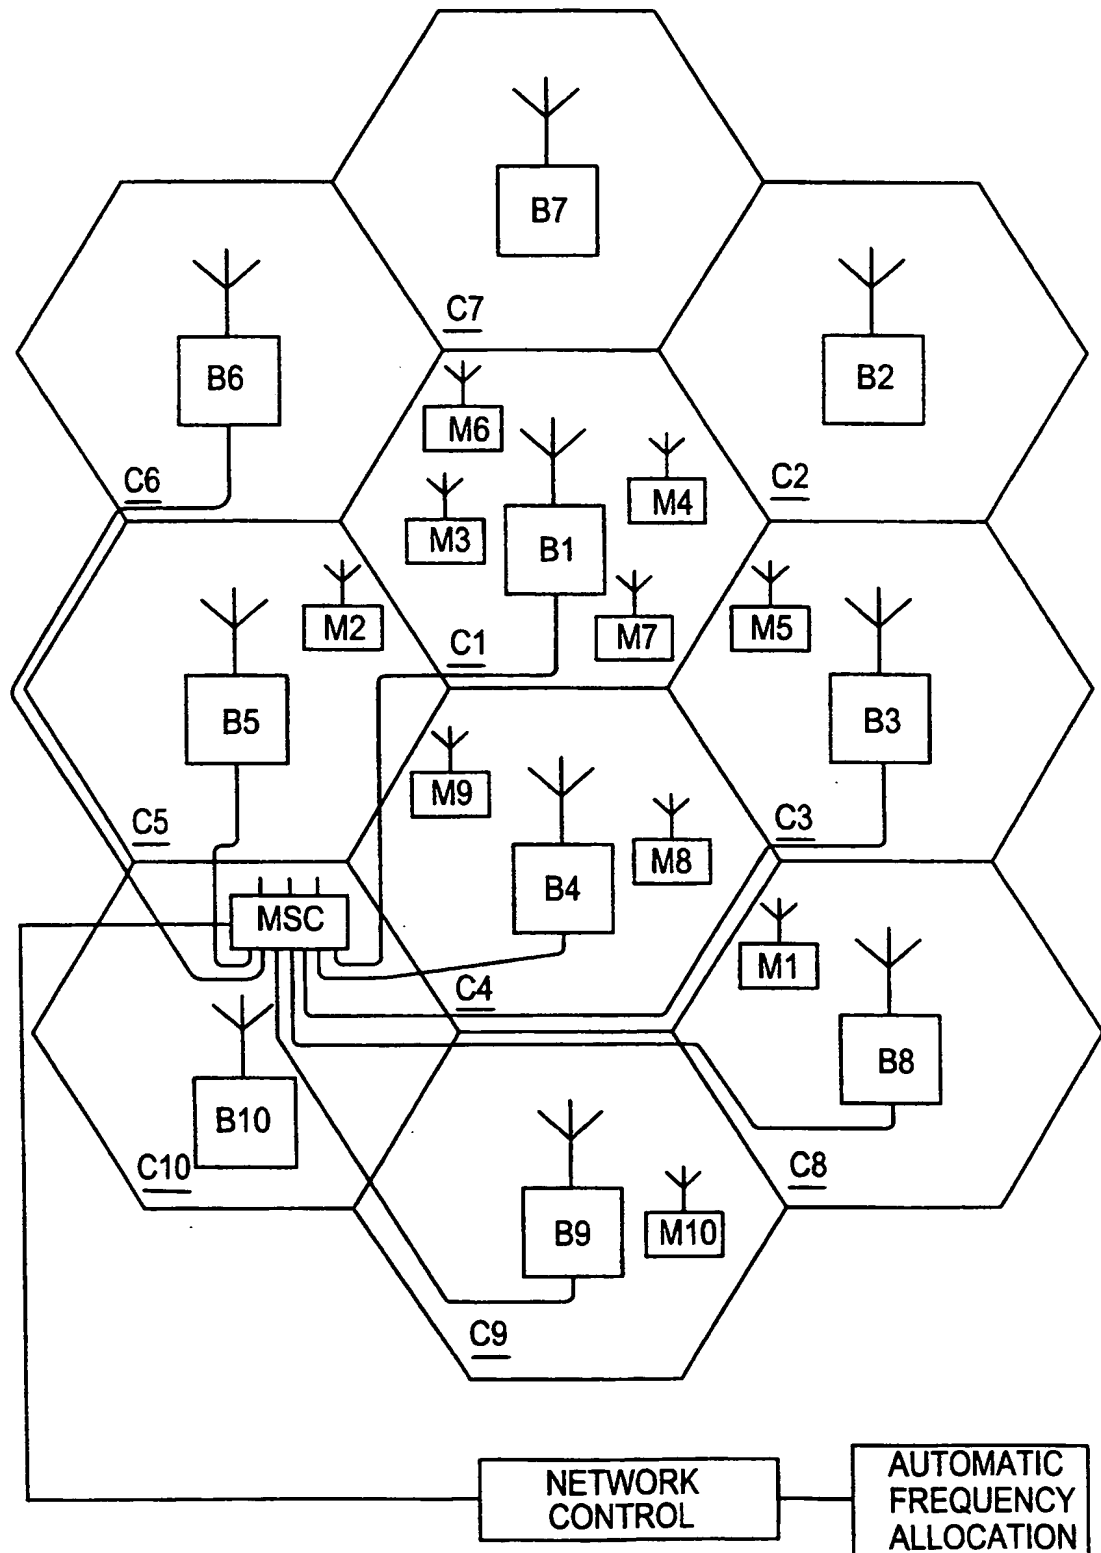 B7
C7
B6
B2
M6
C6
C2
M4
M3
B1
M2
M7
M5
C1
B5
B3
M9
C5
C3
M8
B4
MSC
M1
C4
B8
B10
C10
C8
B9
M10
C9
NETWORK
CONTROL
AUTOMATIC
FREQUENCY
ALLOCATION